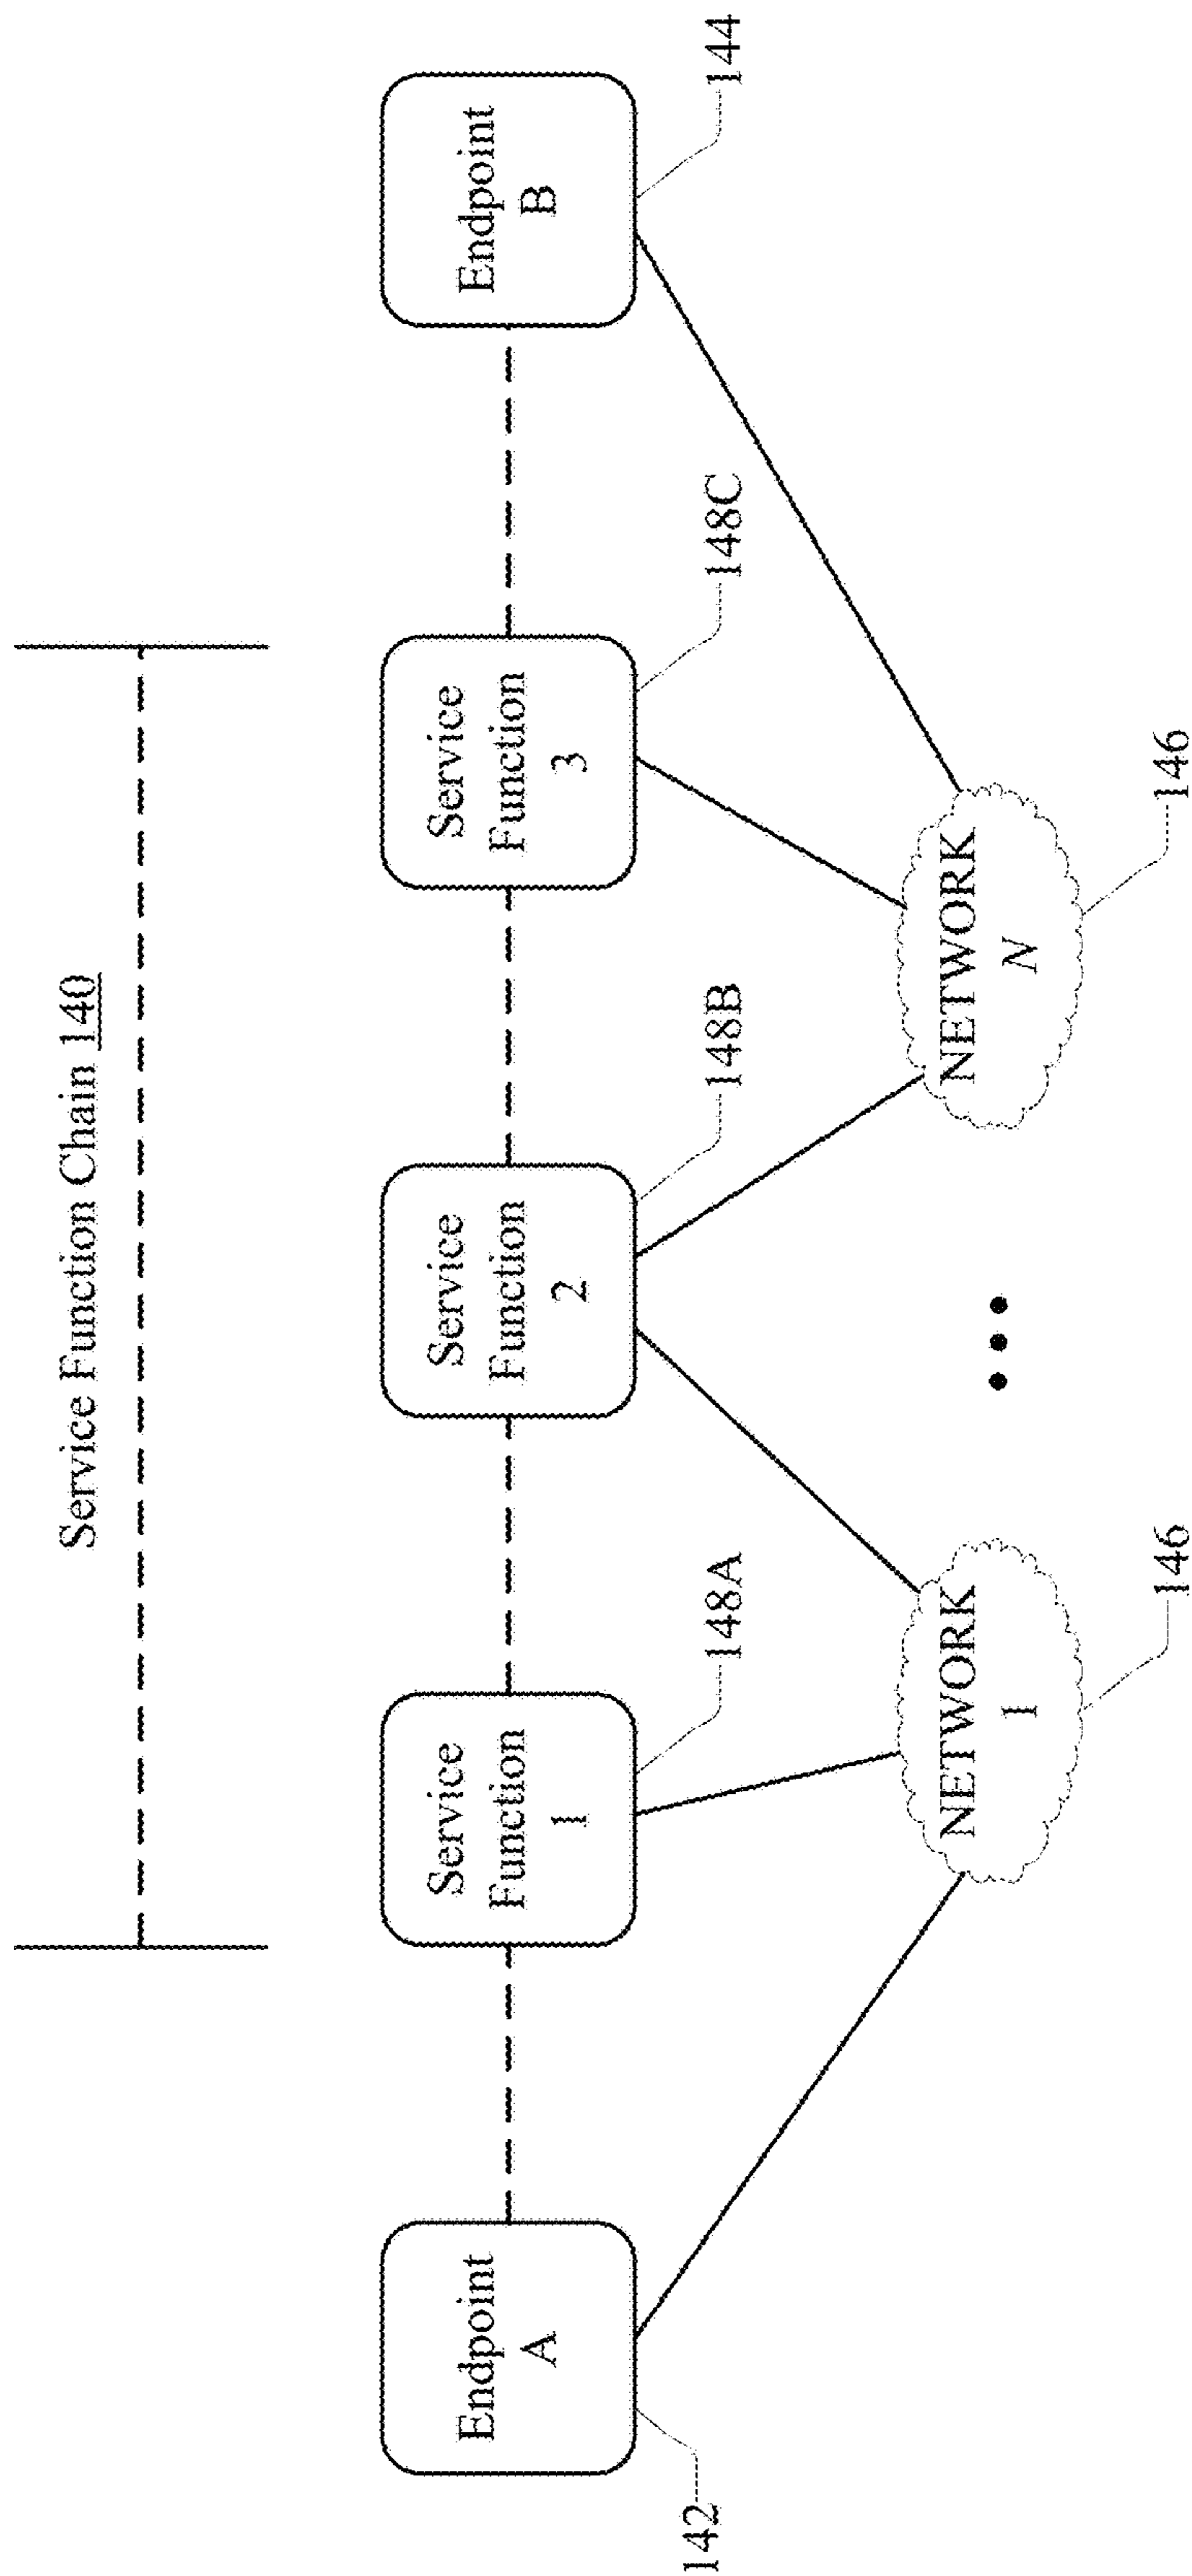 Service Function Chain 140
Endpoint
A
Service
Function
1
Service
Function
2
Service
Function
3
Endpoint
B
142
148A
148B
148C
144
NETWORK
1
NETWORK
N
146
146